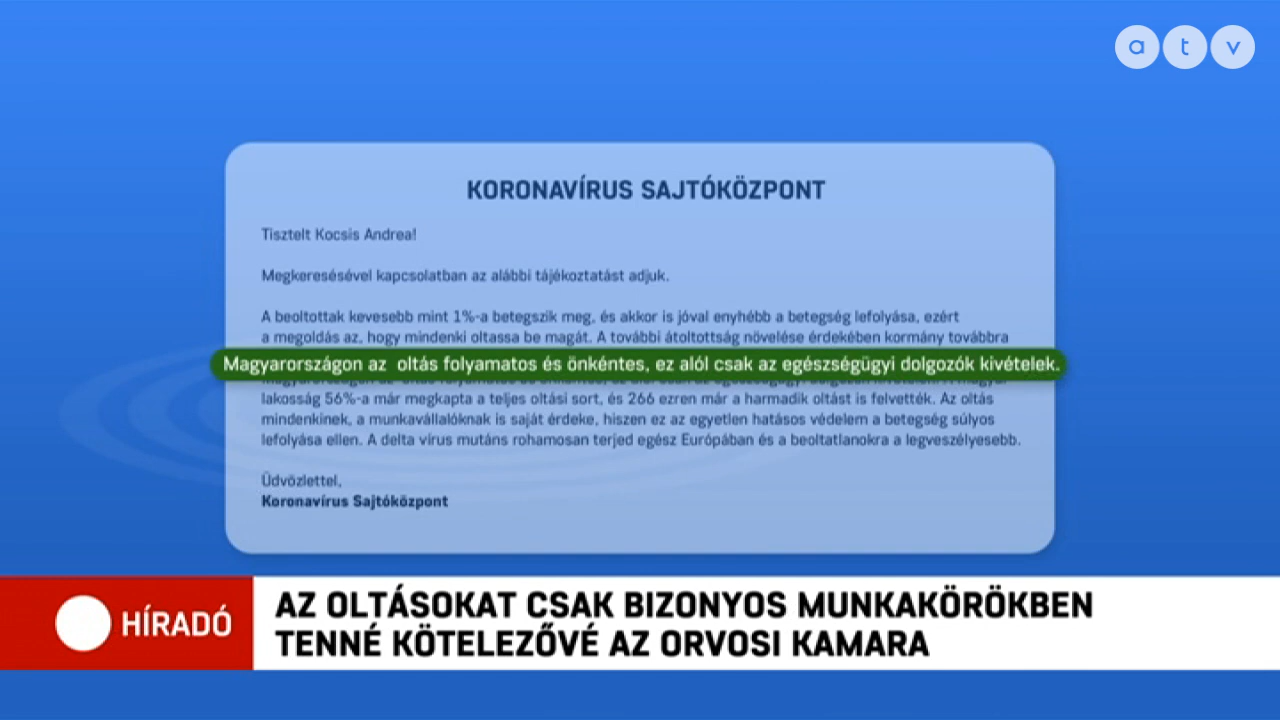 atv
KORONAVÍRUS SAJTÓKÖZPONT
Tisztelt Kocsis Andrea!
Megkeresésével kapcsolatban az alábbi tájékoztatást adjuk.
A beoltottak kevesebb mint 1%-a betegszik meg, és akkor is jóval enyhébb a betegség lefolyása, ezért
a megoldás az, hogy mindenki oltassa be magát. A további átoltottság növelése érdekében kormány továbbra
Magyarországon az oltás folyamatos és önkéntes, ez alól csak az egészségügyi dolgozók kivételek.
lakosság 56%-a már megkapta a teljes oltási sort, és 266 ezren már a harmadik oltást is felvették. Az oltás
mindenkinek, a munkavállalóknak is saját érdeke, hiszen ez az egyetlen hatásos védelem a betegség súlyos
lefolyása ellen. A delta vírus mutáns rohamosan terjed egész Európában és a beoltatlanokra a legveszélyesebb.
Üdvözlettel,
Koronavírus Sajtóközpont
HÍRADÓ
AZ OLTÁSOKAT CSAK BIZONYOS MUNKAKÖRÖKBEN
TENNÉ KÖTELEZŐVÉ AZ ORVOSI KAMARA